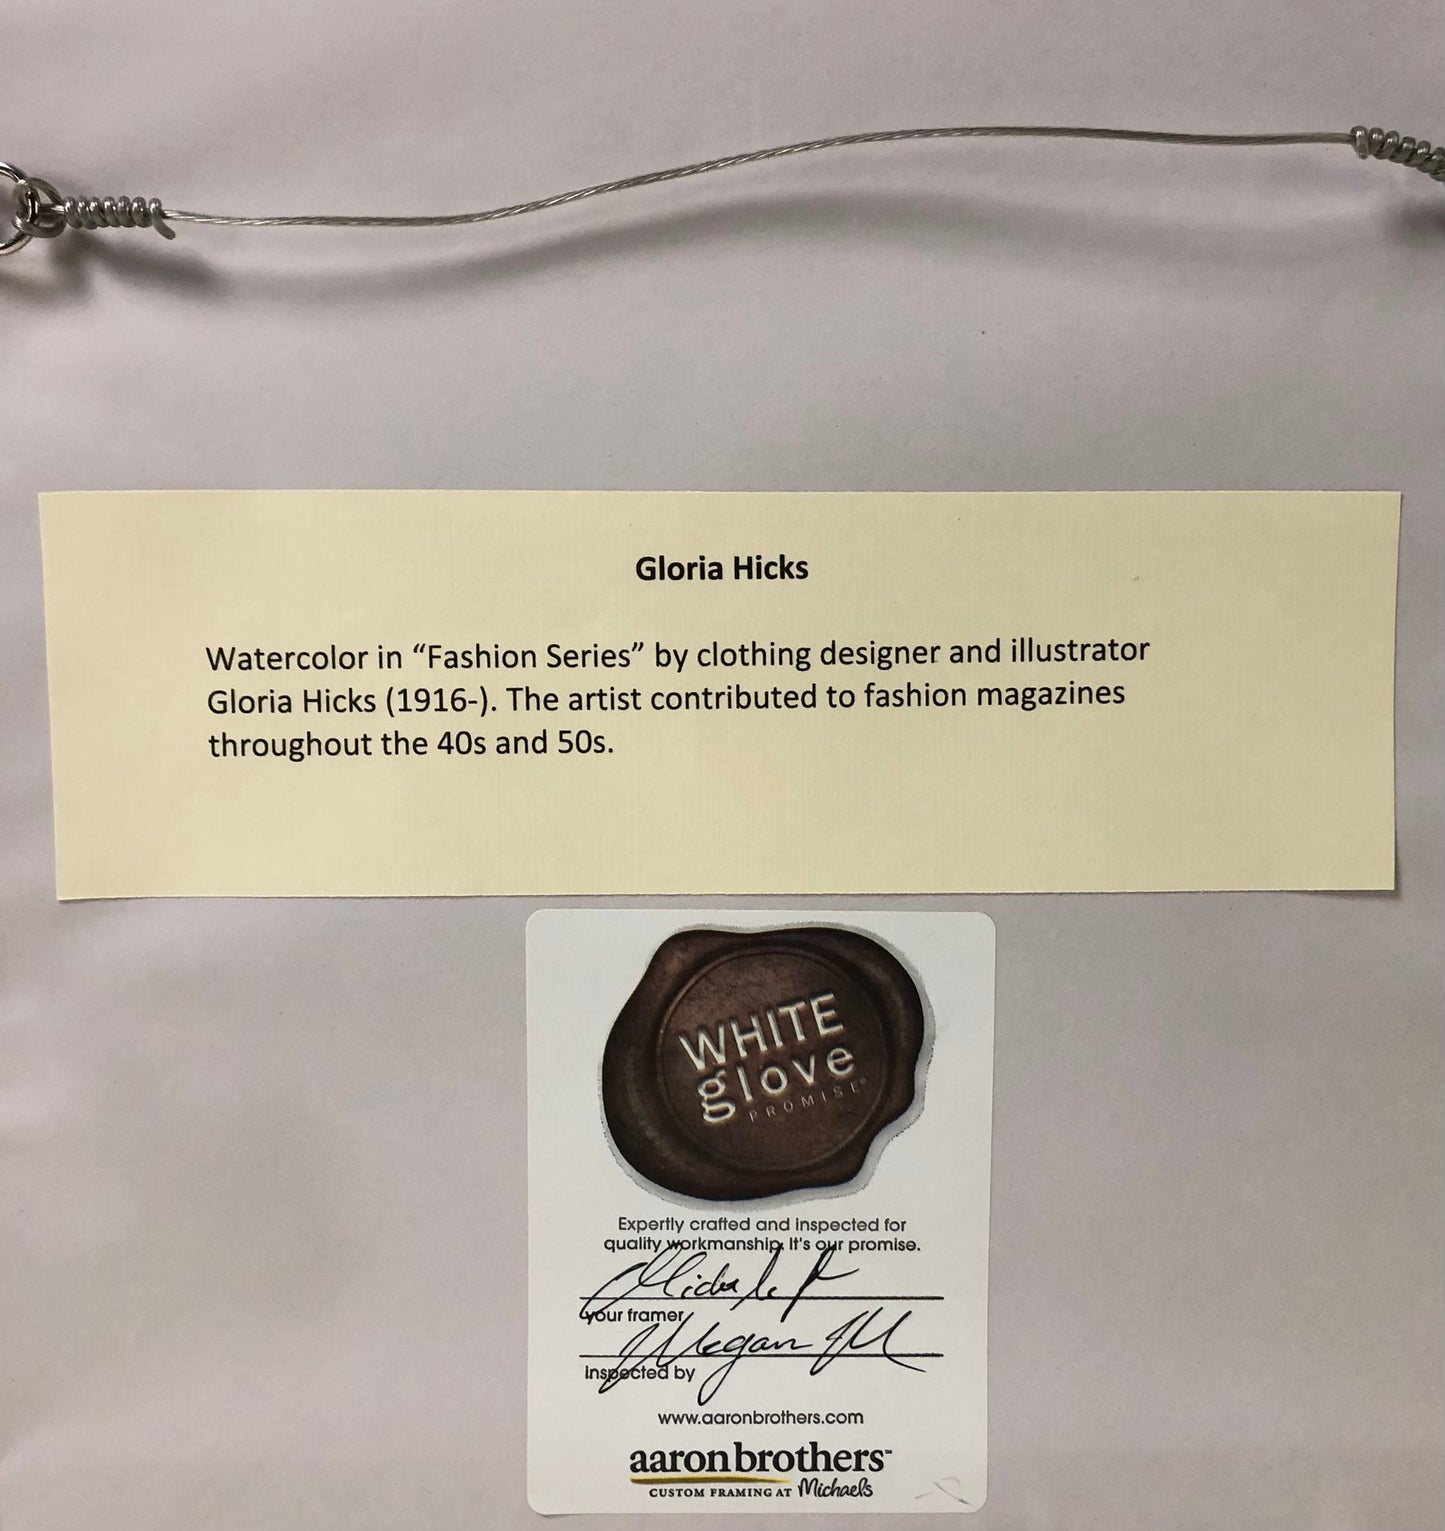 Gloria Hicks
Watercolor in “Fashion Series” by clothing designer and illustrator
Gloria Hicks (1916-). The artist contributed to fashion magazines
throughout the 40s and 50s.
WHITE
glove
PROMISE®
Expertly crafted and inspected for
quality workmanship. It's our promise.
your framer
Megan
inspected by
www.aaronbrothers.com
aaronbrothers™
CUSTOM FRAMING AT Michaels